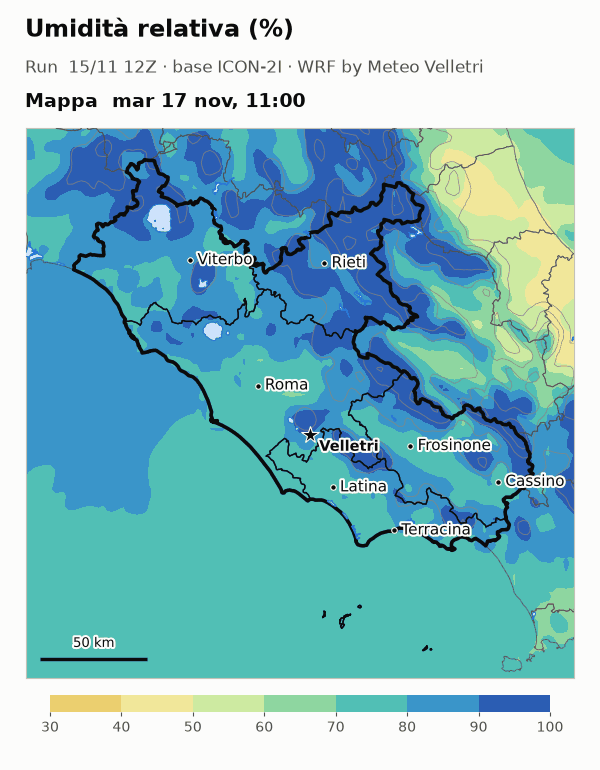 Umidità relativa (%)
Run  15/11 12Z · base ICON-2I · WRF by Meteo Velletri
Mappa  mar 17 nov, 11:00
Viterbo
Rieti
Roma
Velletri
Frosinone
Cassino
Latina
Terracina
50 km
30 40 50 60 70 80 90 100